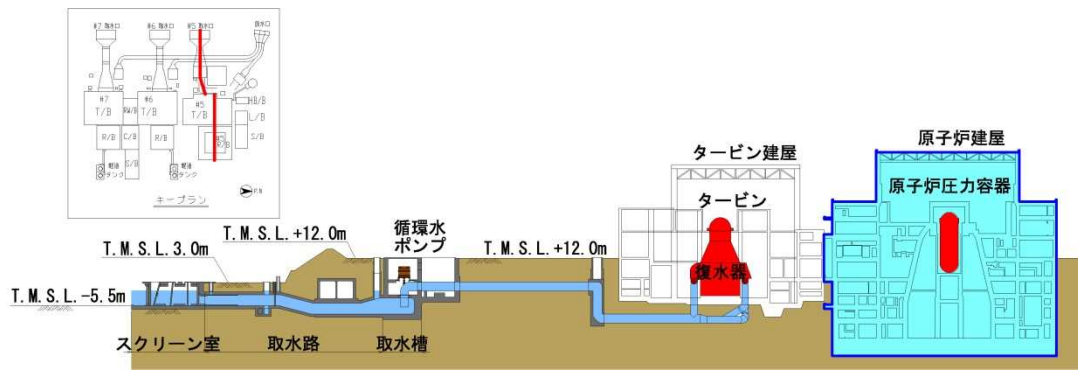 #7 取水口
#6 取水口
#5 取水口
放水口
#7
T/B
RW/B
#6
T/B
#5
T/B
HB/B
L/B
S/B
R/B
C/B
R/B
S/B
軽油
タンク
軽油
タンク
P.N
キープラン
原子炉建屋
タービン建屋
原子炉圧力容器
タービン
循環水
ポンプ
T.M.S.L.+12.0m
T.M.S.L.+12.0m
T.M.S.L.3.0m
復水器
T.M.S.L.-5.5m
スクリーン室
取水路
取水槽